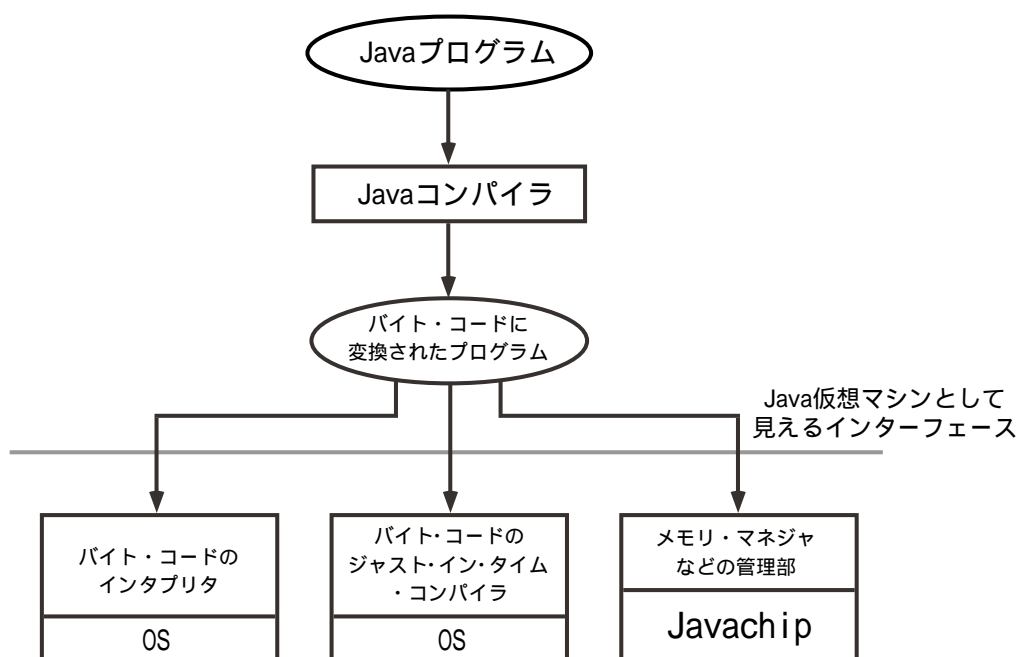 Javaプログラム
Javaコンパイラ
バイト・コードに
変換されたプログラム
Java仮想マシンとして
見えるインターフェース
バイト・コードの
インタプリタ
OS
バイト・コードの
ジャスト・イン・タイム
・コンパイラ
OS
メモリ・マネジャ
などの管理部
Javachip